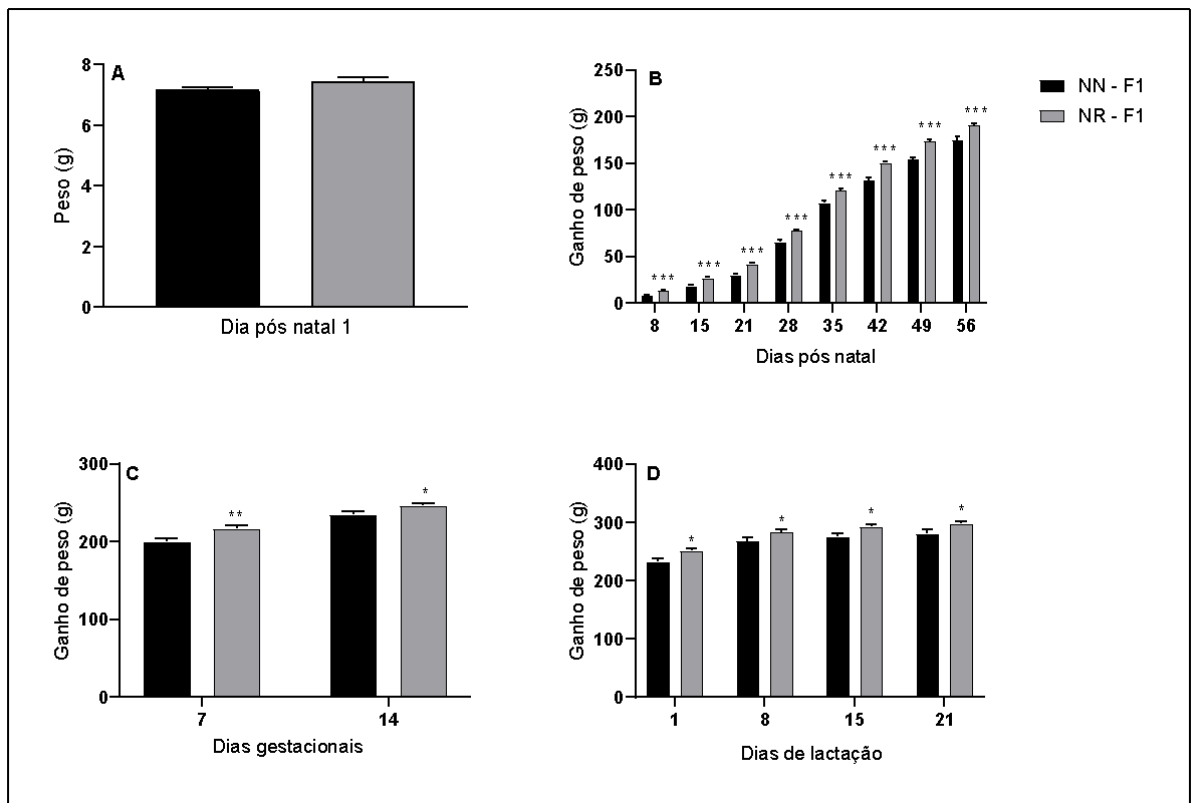 A
Peso (g)
8
6
4
2
0
Dia pós natal 1
B
Ganho de peso (g)
250
200
150
100
50
0
*** *** *** *** *** *** *** ***
8 15 21 28 35 42 49 56
Dias pós natal
NN - F1
NR - F1
C
Ganho de peso (g)
300
200
100
0
** *
7 14
Dias gestacionais
D
Ganho de peso (g)
400
300
200
100
0
* * * *
1 8 15 21
Dias de lactação